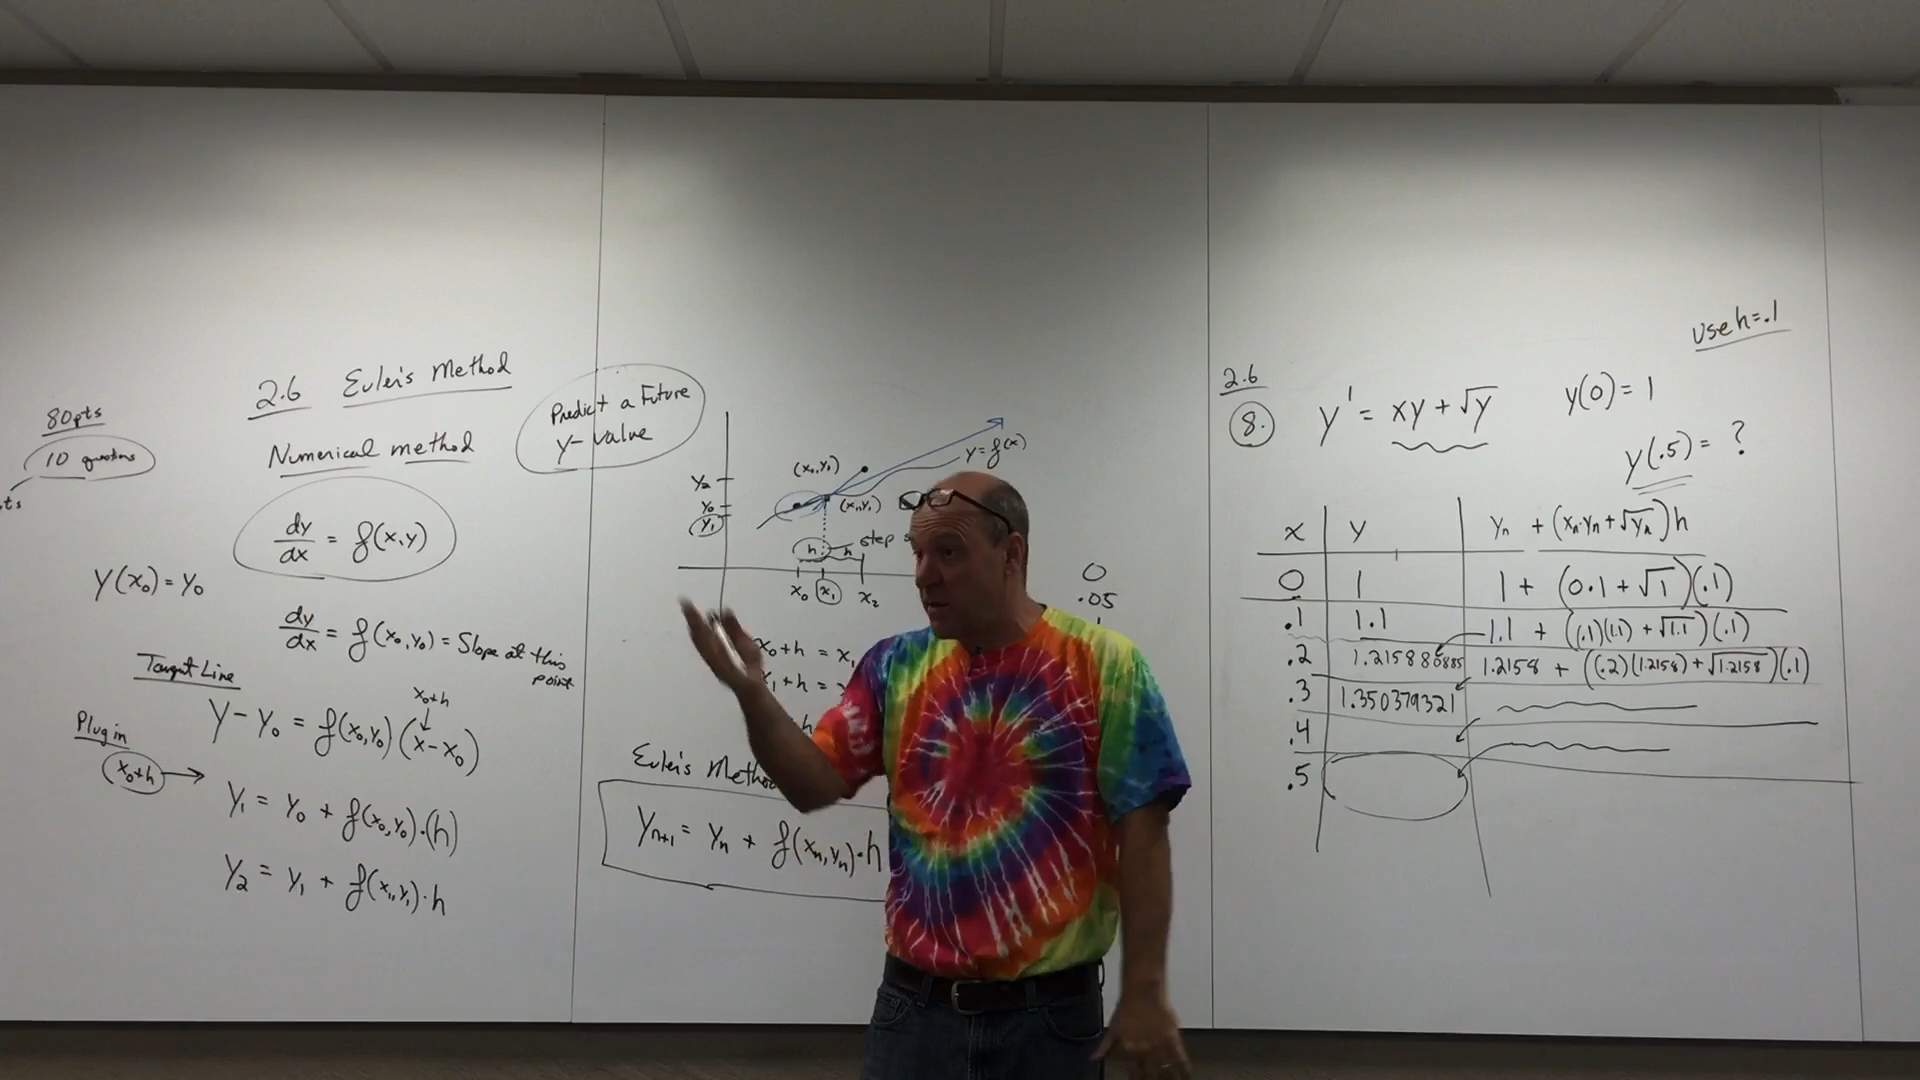 80pts
10 questions
ts
2.6 Euler's Method
Numerical method
dy/dx = f(x,y)
y(x₀) = y₀
dy/dx = f(x₀,y₀) = Slope at this point
Tangent Line
x₀+h
y - y₀ = f(x₀,y₀)(x - x₀)
Plug in
x₀+h
y₁ = y₀ + f(x₀,y₀)·(h)
y₂ = y₁ + f(x₁,y₁)·h
Predict a Future
y-value
y = f(x)
(x₀,y₀)
(x₁,y₁)
y₂
y₀
y₁
h
h
step s
x₀ x₁ x₂
x₀+h = x₁
x₁+h =
Euler's Metho
yₙ₊₁ = yₙ + f(xₙ,yₙ)·h
0
.05
use h=.1
2.6
8. y' = xy + √y y(0) = 1
y(.5) = ?
x y yₙ + (xₙ·yₙ + √yₙ)h
0 1 1 + (0·1 + √1)(.1)
.1 1.1 1.1 + ((.1)(1.1) + √1.1)(.1)
.2 1.215880885 1.2158 + ((.2)(1.2158) + √1.2158)(.1)
.3 1.350379321
.4
.5